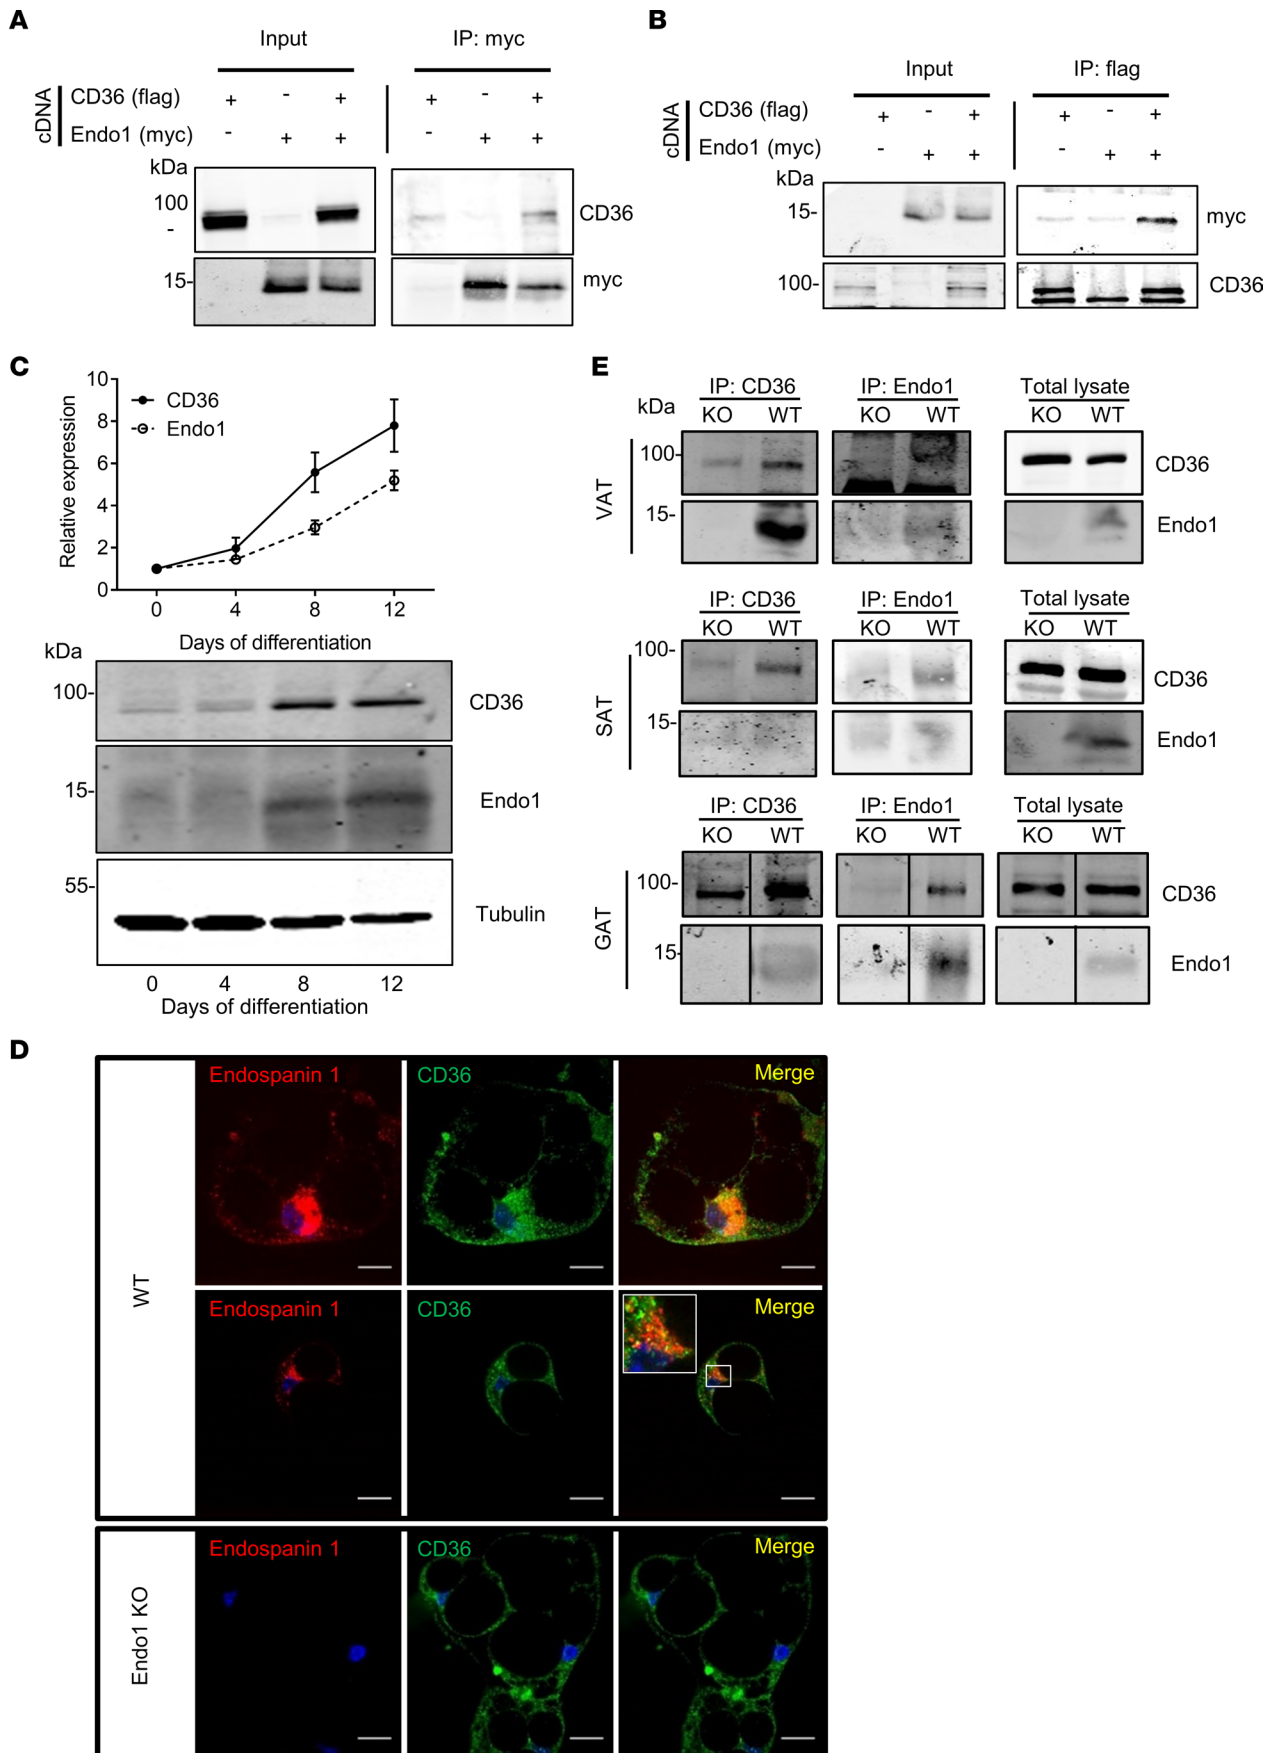 A
Input
IP: myc
cDNA
CD36 (flag)
+ - + + - +
Endo1 (myc)
- + + - + +
kDa
100
-
CD36
15-
myc
B
Input
IP: flag
cDNA
CD36 (flag)
+ - + + - +
Endo1 (myc)
- + + - + +
kDa
15-
myc
100-
CD36
C
10
8
6
4
2
0
Relative expression
CD36
Endo1
0 4 8 12
Days of differentiation
kDa
100-
CD36
15-
Endo1
55-
Tubulin
0 4 8 12
Days of differentiation
E
IP: CD36 IP: Endo1 Total lysate
kDa
KO WT KO WT KO WT
VAT
100-
CD36
15-
Endo1
IP: CD36 IP: Endo1 Total lysate
KO WT KO WT KO WT
SAT
100-
CD36
15-
Endo1
IP: CD36 IP: Endo1 Total lysate
KO WT KO WT KO WT
GAT
100-
CD36
15-
Endo1
D
WT
Endospanin 1 CD36 Merge
Endospanin 1 CD36 Merge
Endo1 KO
Endospanin 1 CD36 Merge